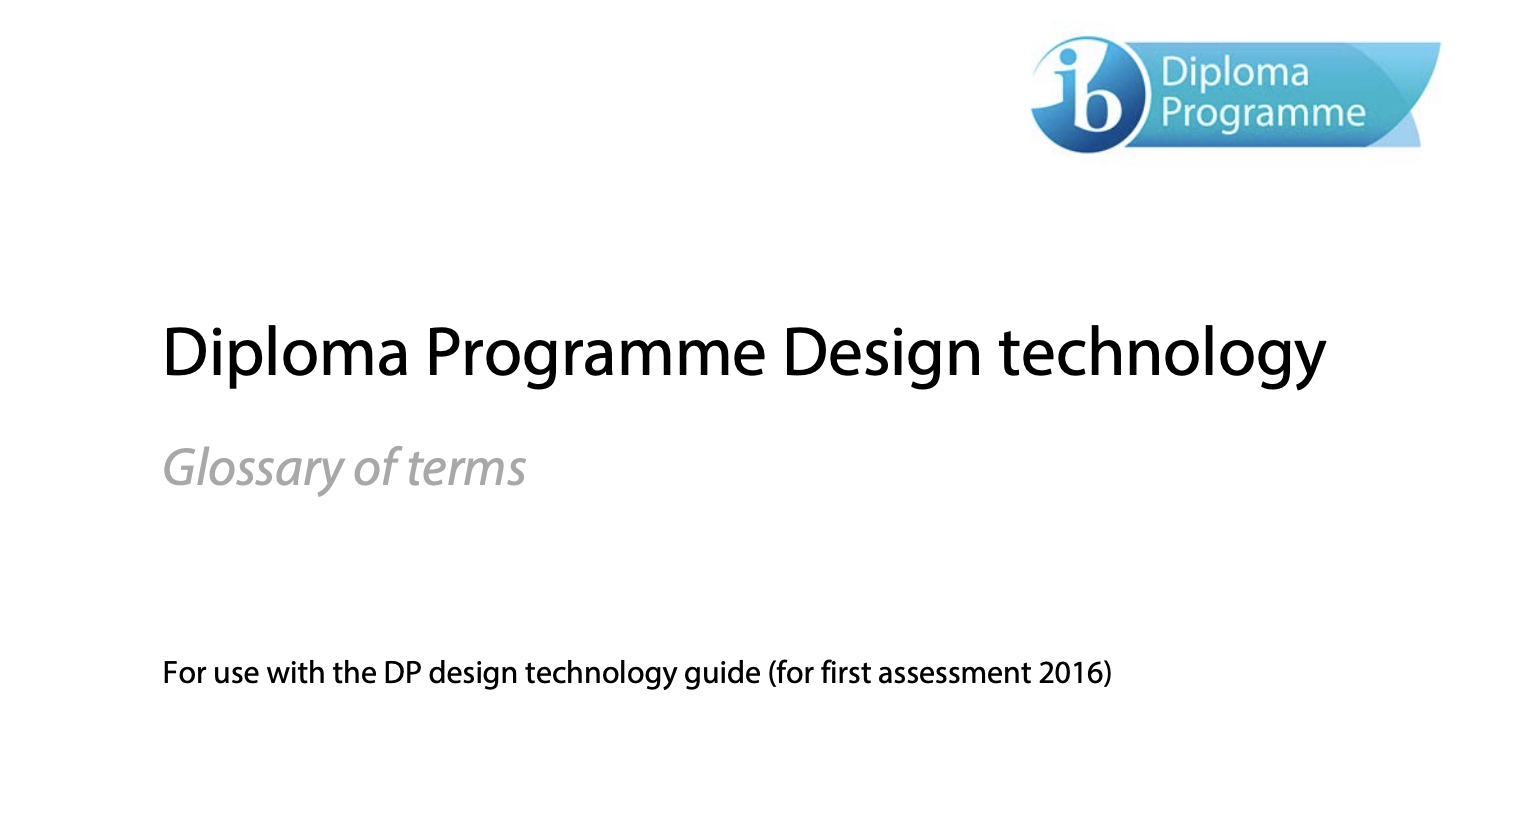 ib Diploma
Programme
Diploma Programme Design technology
Glossary of terms
For use with the DP design technology guide (for first assessment 2016)